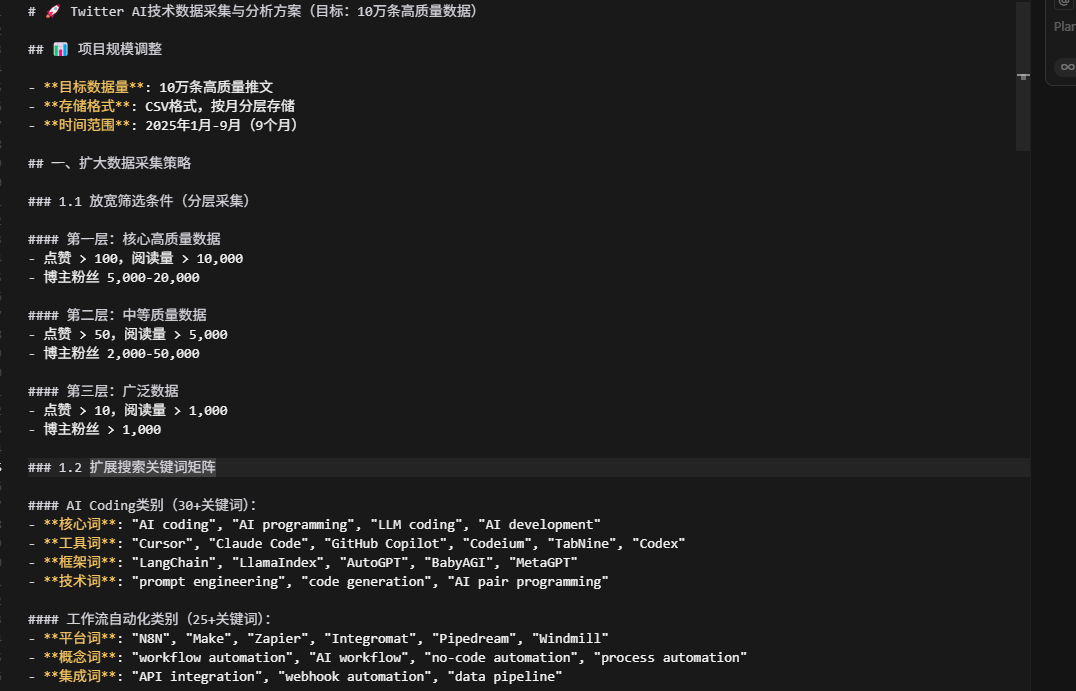 # 🚀 Twitter AI技术数据采集与分析方案（目标：10万条高质量数据）
## 📊 项目规模调整
- **目标数据量**: 10万条高质量推文
- **存储格式**: CSV格式，按月分层存储
- **时间范围**: 2025年1月-9月（9个月）
## 一、扩大数据采集策略
### 1.1 放宽筛选条件（分层采集）
#### 第一层：核心高质量数据
- 点赞 > 100，阅读量 > 10,000
- 博主粉丝 5,000-20,000
#### 第二层：中等质量数据
- 点赞 > 50，阅读量 > 5,000
- 博主粉丝 2,000-50,000
#### 第三层：广泛数据
- 点赞 > 10，阅读量 > 1,000
- 博主粉丝 > 1,000
### 1.2 扩展搜索关键词矩阵
#### AI Coding类别（30+关键词）：
- **核心词**: "AI coding", "AI programming", "LLM coding", "AI development"
- **工具词**: "Cursor", "Claude Code", "GitHub Copilot", "Codeium", "TabNine", "Codex"
- **框架词**: "LangChain", "LlamaIndex", "AutoGPT", "BabyAGI", "MetaGPT"
- **技术词**: "prompt engineering", "code generation", "AI pair programming"
#### 工作流自动化类别（25+关键词）：
- **平台词**: "N8N", "Make", "Zapier", "Integromat", "Pipedream", "Windmill"
- **概念词**: "workflow automation", "AI workflow", "no-code automation", "process automation"
- **集成词**: "API integration", "webhook automation", "data pipeline"